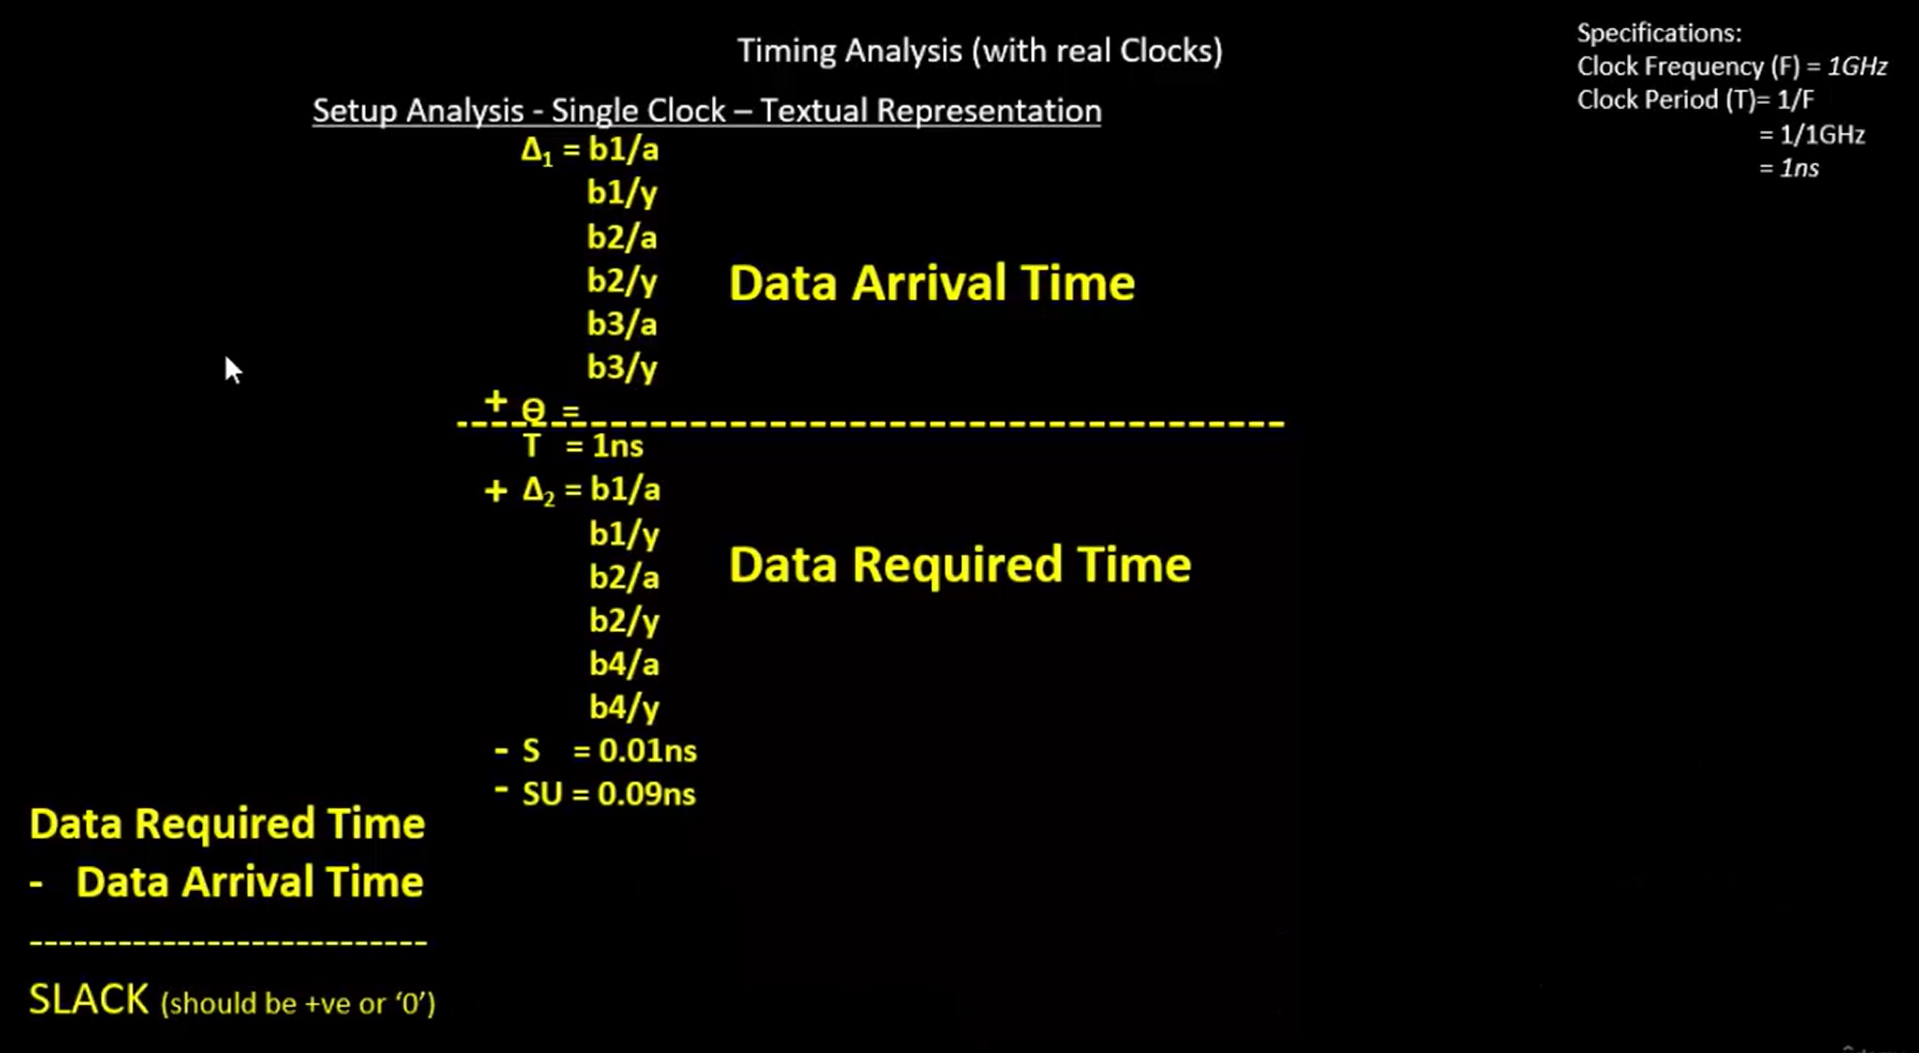 Timing Analysis (with real Clocks)
Specifications:
Clock Frequency (F) = 1GHz
Clock Period (T)= 1/F
= 1/1GHz
= 1ns
Setup Analysis - Single Clock – Textual Representation
Δ₁ = b1/a
b1/y
b2/a
b2/y
b3/a
b3/y
Data Arrival Time
+ Θ =
T = 1ns
+ Δ₂ = b1/a
b1/y
b2/a
b2/y
b4/a
b4/y
Data Required Time
- S = 0.01ns
- SU = 0.09ns
Data Required Time
- Data Arrival Time
---------------------------
SLACK (should be +ve or ‘0’)